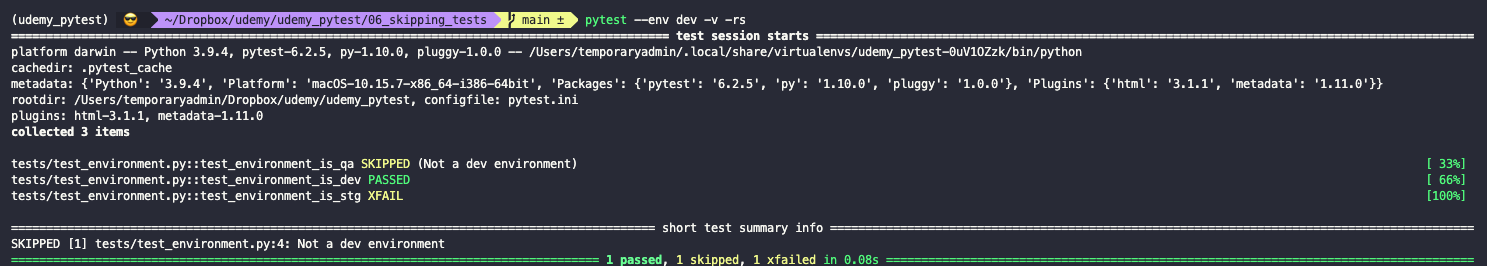 (udemy_pytest) 😎 ~/Dropbox/udemy/udemy_pytest/06_skipping_tests main ± pytest --env dev -v -rs
test session starts
platform darwin -- Python 3.9.4, pytest-6.2.5, py-1.10.0, pluggy-1.0.0 -- /Users/temporaryadmin/.local/share/virtualenvs/udemy_pytest-0uV1OZzk/bin/python
cachedir: .pytest_cache
metadata: {'Python': '3.9.4', 'Platform': 'macOS-10.15.7-x86_64-i386-64bit', 'Packages': {'pytest': '6.2.5', 'py': '1.10.0', 'pluggy': '1.0.0'}, 'Plugins': {'html': '3.1.1', 'metadata': '1.11.0'}}
rootdir: /Users/temporaryadmin/Dropbox/udemy/udemy_pytest, configfile: pytest.ini
plugins: html-3.1.1, metadata-1.11.0
collected 3 items
tests/test_environment.py::test_environment_is_qa SKIPPED (Not a dev environment) [ 33%]
tests/test_environment.py::test_environment_is_dev PASSED [ 66%]
tests/test_environment.py::test_environment_is_stg XFAIL [100%]
short test summary info
SKIPPED [1] tests/test_environment.py:4: Not a dev environment
1 passed, 1 skipped, 1 xfailed in 0.08s